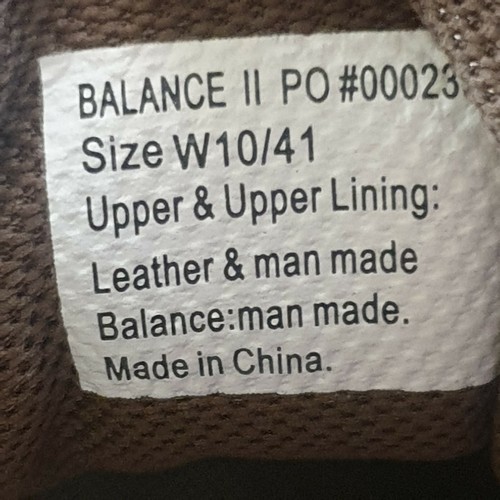 BALANCE II PO #00023
Size W10/41
Upper & Upper Lining:
Leather & man made
Balance:man made.
Made in China.